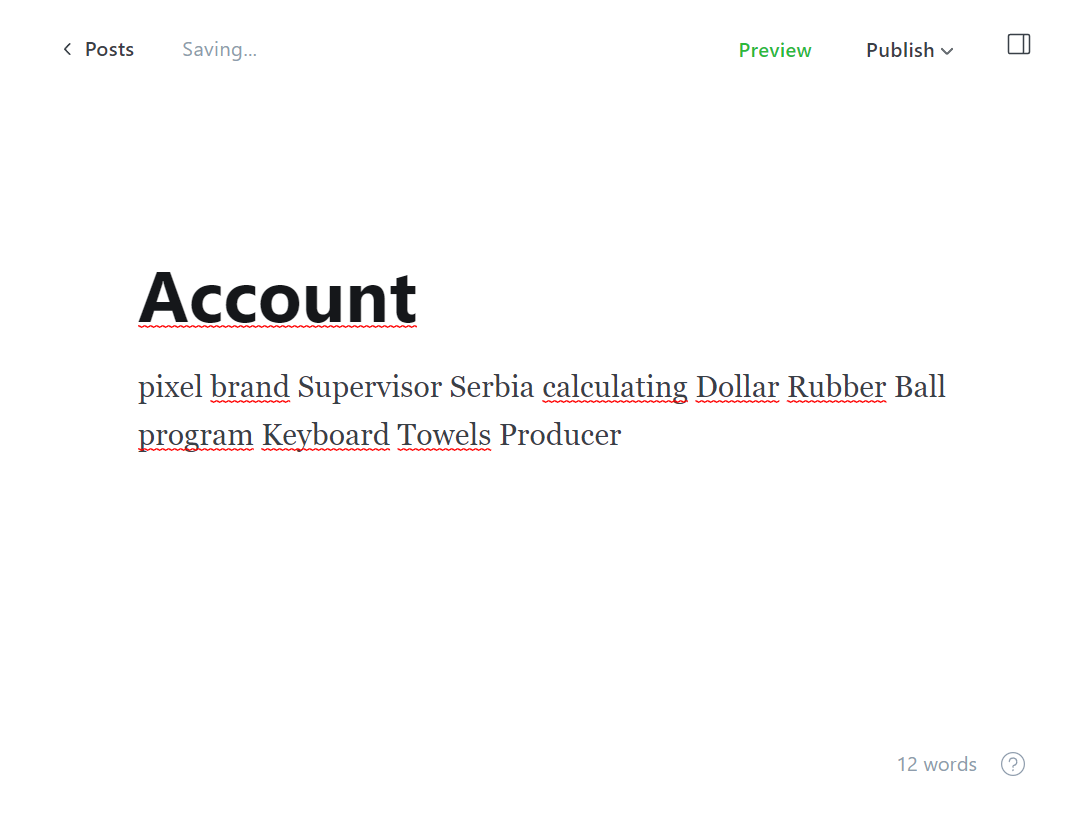 Posts
Saving...
Preview
Publish
Account
pixel brand Supervisor Serbia calculating Dollar Rubber Ball
program Keyboard Towels Producer
12 words
?